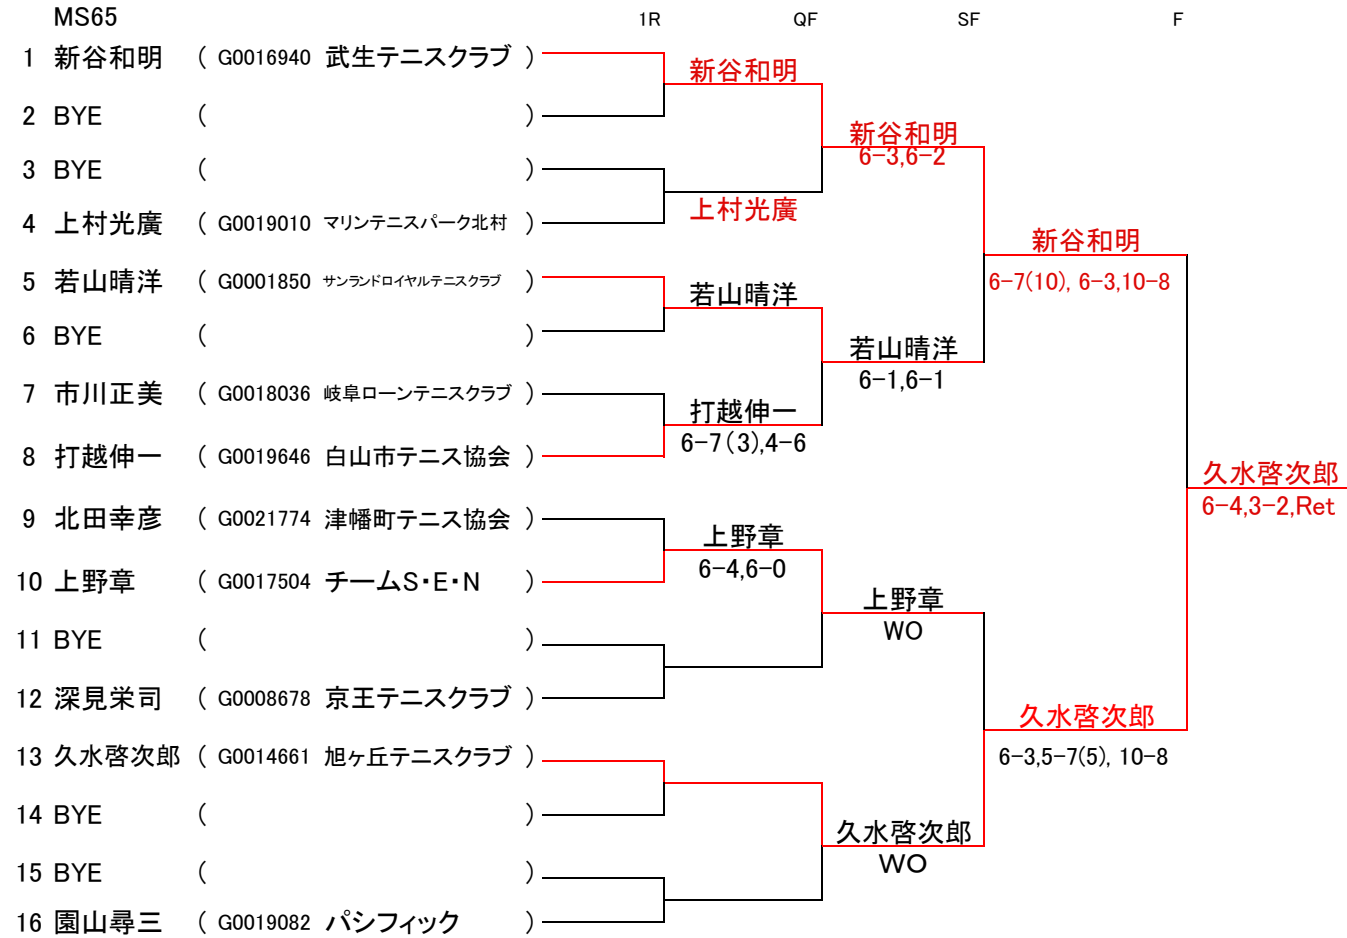 MS65 1R QF SF F
1 新谷和明 ( G0016940 武生テニスクラブ )
新谷和明
2 BYE ( )
新谷和明
6-3,6-2
3 BYE ( )
上村光廣
4 上村光廣 ( G0019010 マリンテニスパーク北村 )
新谷和明
6-7(10), 6-3,10-8
5 若山晴洋 ( G0001850 サンランドロイヤルテニスクラブ )
若山晴洋
6 BYE ( )
若山晴洋
6-1,6-1
7 市川正美 ( G0018036 岐阜ローンテニスクラブ )
打越伸一
6-7(3),4-6
8 打越伸一 ( G0019646 白山市テニス協会 )
久水啓次郎
6-4,3-2,Ret
9 北田幸彦 ( G0021774 津幡町テニス協会 )
上野章
6-4,6-0
10 上野章 ( G0017504 チームS・E・N )
上野章
WO
11 BYE ( )
12 深見栄司 ( G0008678 京王テニスクラブ )
久水啓次郎
6-3,5-7(5), 10-8
13 久水啓次郎 ( G0014661 旭ヶ丘テニスクラブ )
14 BYE ( )
久水啓次郎
WO
15 BYE ( )
16 園山尋三 ( G0019082 パシフィック )